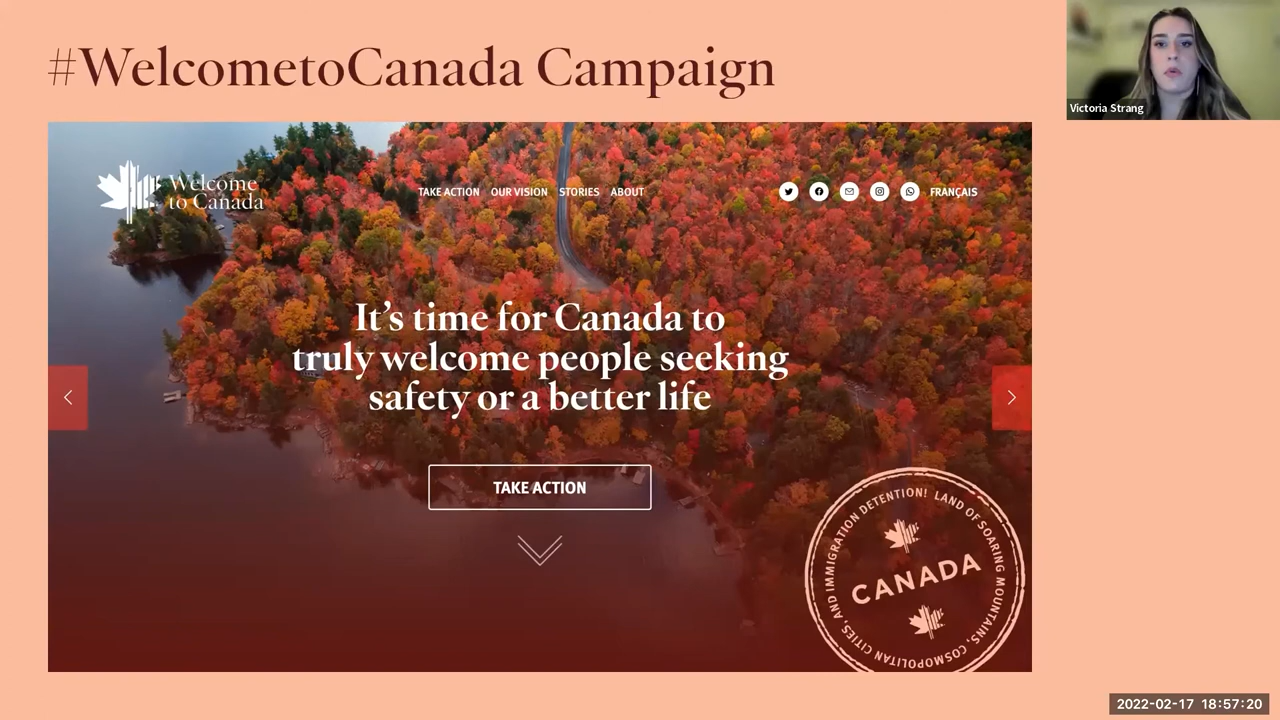 #WelcometoCanada Campaign
Victoria Strang
Welcome
to Canada
TAKE ACTION OUR VISION STORIES ABOUT
FRANÇAIS
It’s time for Canada to
truly welcome people seeking
safety or a better life
TAKE ACTION
LAND OF SOARING MOUNTAINS, COSMOPOLITAN CITIES, AND IMMIGRATION DETENTION!
CANADA
2022-02-17 18:57:20